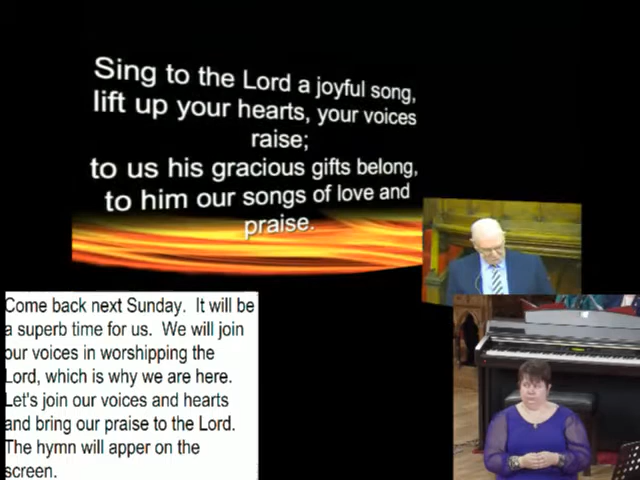 Sing to the Lord a joyful song,
lift up your hearts, your voices
raise;
to us his gracious gifts belong,
to him our songs of love and
praise.
Come back next Sunday. It will be
a superb time for us. We will join
our voices in worshipping the
Lord, which is why we are here.
Let's join our voices and hearts
and bring our praise to the Lord.
The hymn will apper on the
screen.